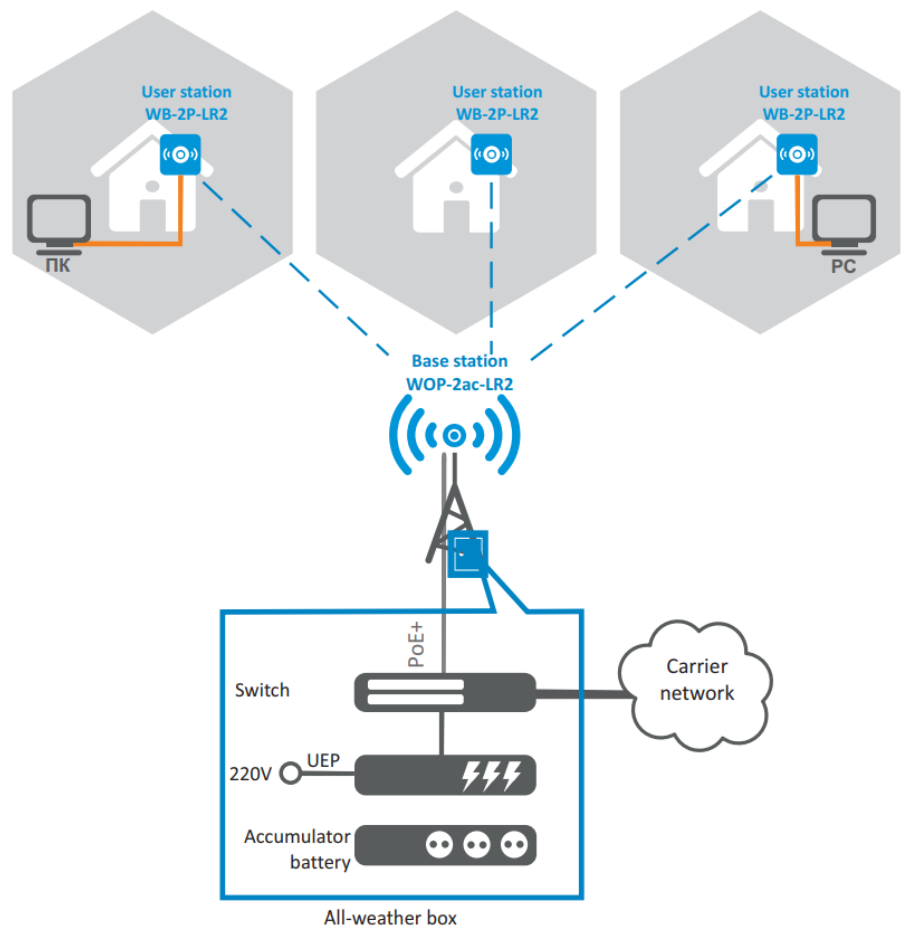 User station
WB-2P-LR2
User station
WB-2P-LR2
User station
WB-2P-LR2
ПК
PC
Base station
WOP-2ac-LR2
PoE+
Switch
Carrier
network
220V
UEP
Accumulator
battery
All-weather box